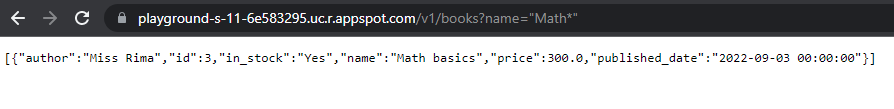 playground-s-11-6e583295.uc.r.appspot.com/v1/books?name="Math*"
[{"author":"Miss Rima","id":3,"in_stock":"Yes","name":"Math basics","price":300.0,"published_date":"2022-09-03 00:00:00"}]